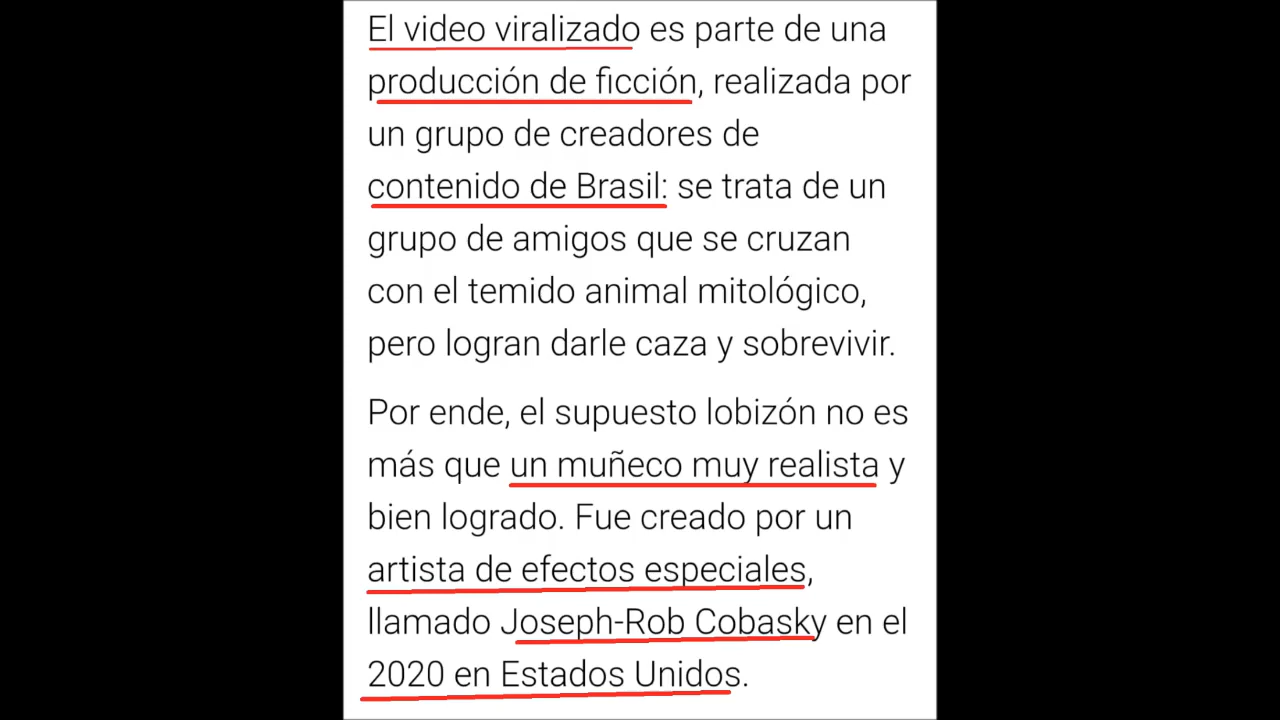 El video viralizado es parte de una
producción de ficción, realizada por
un grupo de creadores de
contenido de Brasil: se trata de un
grupo de amigos que se cruzan
con el temido animal mitológico,
pero logran darle caza y sobrevivir.
Por ende, el supuesto lobizón no es
más que un muñeco muy realista y
bien logrado. Fue creado por un
artista de efectos especiales,
llamado Joseph-Rob Cobasky en el
2020 en Estados Unidos.